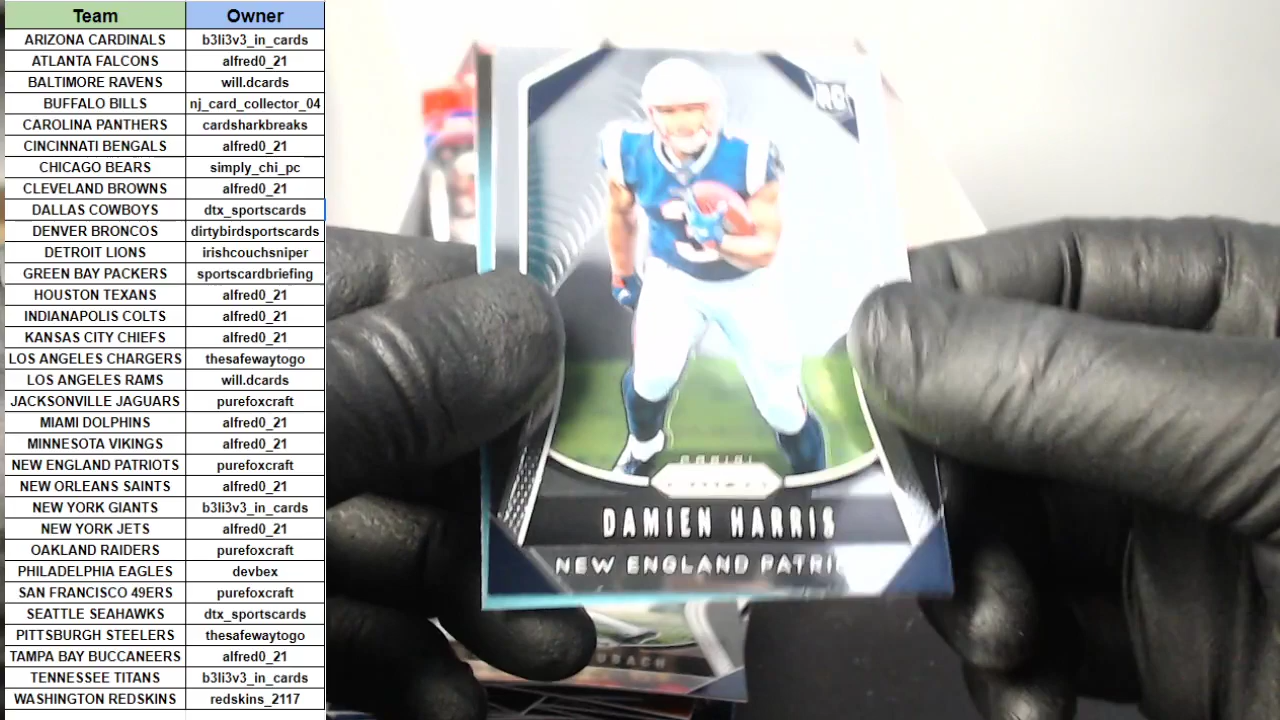 Team Owner
ARIZONA CARDINALS b3li3v3_in_cards
ATLANTA FALCONS alfred0_21
BALTIMORE RAVENS will.dcards
BUFFALO BILLS nj_card_collector_04
CAROLINA PANTHERS cardsharkbreaks
CINCINNATI BENGALS alfred0_21
CHICAGO BEARS simply_chi_pc
CLEVELAND BROWNS alfred0_21
DALLAS COWBOYS dtx_sportscards
DENVER BRONCOS dirtybirdsportscards
DETROIT LIONS irishcouchsniper
GREEN BAY PACKERS sportscardbriefing
HOUSTON TEXANS alfred0_21
INDIANAPOLIS COLTS alfred0_21
KANSAS CITY CHIEFS alfred0_21
LOS ANGELES CHARGERS thesafewaytogo
LOS ANGELES RAMS will.dcards
JACKSONVILLE JAGUARS purefoxcraft
MIAMI DOLPHINS alfred0_21
MINNESOTA VIKINGS alfred0_21
NEW ENGLAND PATRIOTS purefoxcraft
NEW ORLEANS SAINTS alfred0_21
NEW YORK GIANTS b3li3v3_in_cards
NEW YORK JETS alfred0_21
OAKLAND RAIDERS purefoxcraft
PHILADELPHIA EAGLES devbex
SAN FRANCISCO 49ERS purefoxcraft
SEATTLE SEAHAWKS dtx_sportscards
PITTSBURGH STEELERS thesafewaytogo
TAMPA BAY BUCCANEERS alfred0_21
TENNESSEE TITANS b3li3v3_in_cards
WASHINGTON REDSKINS redskins_2117
RC
PANINI
PRIZM
DAMIEN HARRIS
NEW ENGLAND PATRI